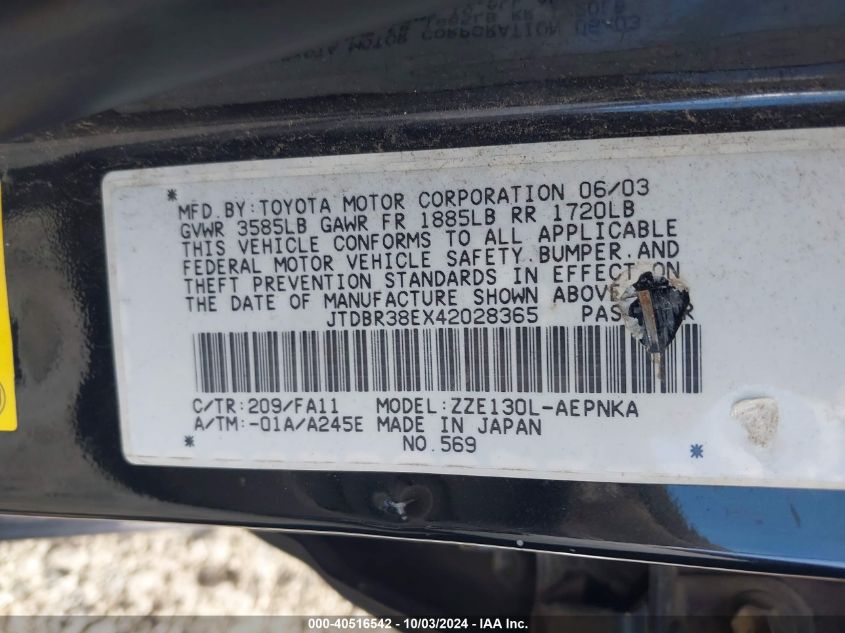 * MFD.BY:TOYOTA MOTOR CORPORATION 06/03
GVWR 3585LB GAWR FR 1885LB RR 1720LB
THIS VEHICLE CONFORMS TO ALL APPLICABLE
FEDERAL MOTOR VEHICLE SAFETY, BUMPER,AND
THEFT PREVENTION STANDARDS IN EFFECT ON
THE DATE OF MANUFACTURE SHOWN ABOVE
JTDBR38EX42028365
C/TR:209/FA11 MODEL:ZZE130L-AEPNKA
A/TM:-01A/A245E MADE IN JAPAN
* NO.569 *
000-40516542 - 10/03/2024 - IAA Inc.